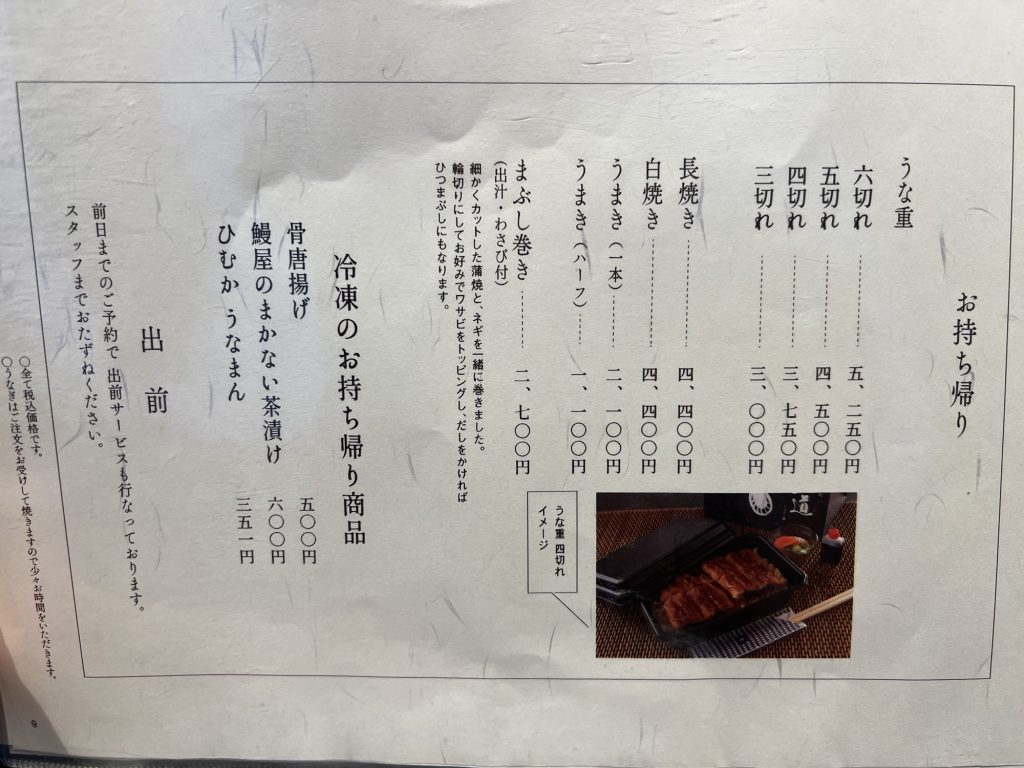 お持ち帰り
うな重
六切れ 五、二五〇円
五切れ 四、五〇〇円
四切れ 三、七五〇円
三切れ 三、〇〇〇円
長焼き 四、四〇〇円
白焼き 四、四〇〇円
うまき（一本） 二、一〇〇円
うまき（ハーフ） 一、一〇〇円
まぶし巻き 二、七〇〇円
（出汁・わさび付）
細かくカットした蒲焼と、ネギを一緒に巻きました。
輪切りにしてお好みでワサビをトッピングし、だしをかければ
ひつまぶしにもなります。
道
うな重 四切れ
イメージ
冷凍のお持ち帰り商品
骨唐揚げ 五〇〇円
鰻屋のまかない茶漬け 六〇〇円
ひむか うなまん 三五一円
出前
前日までのご予約で 出前サービスも行なっております。
スタッフまでおたずねください。
〇全て税込価格です。
〇うなぎはご注文をお受けして焼きますので少々お時間をいただきます。
9